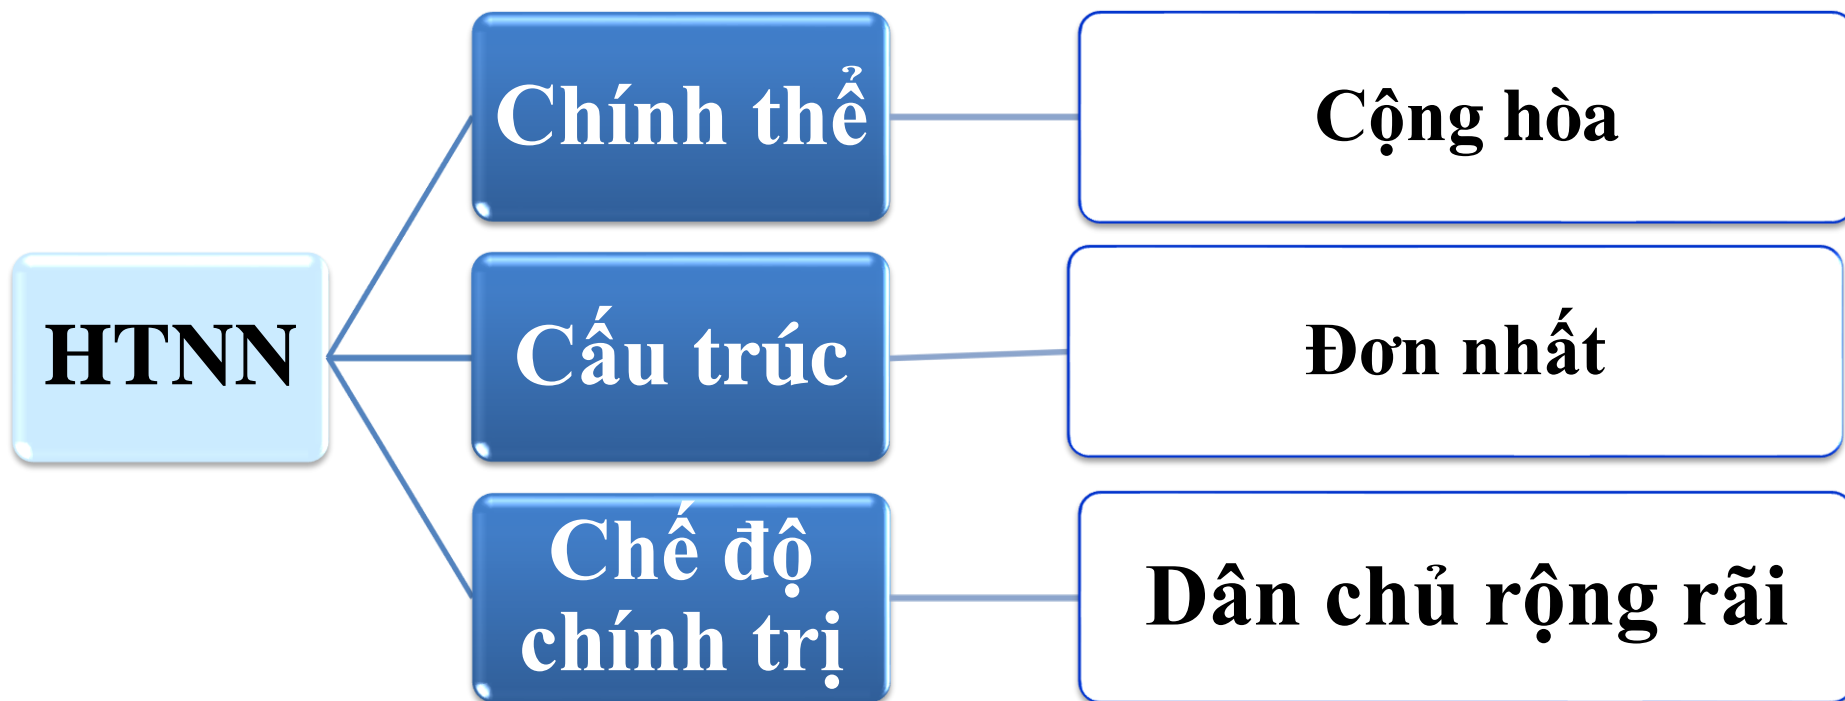 HTNN
Chính thể
Cộng hòa
Cấu trúc
Đơn nhất
Chế độ
chính trị
Dân chủ rộng rãi